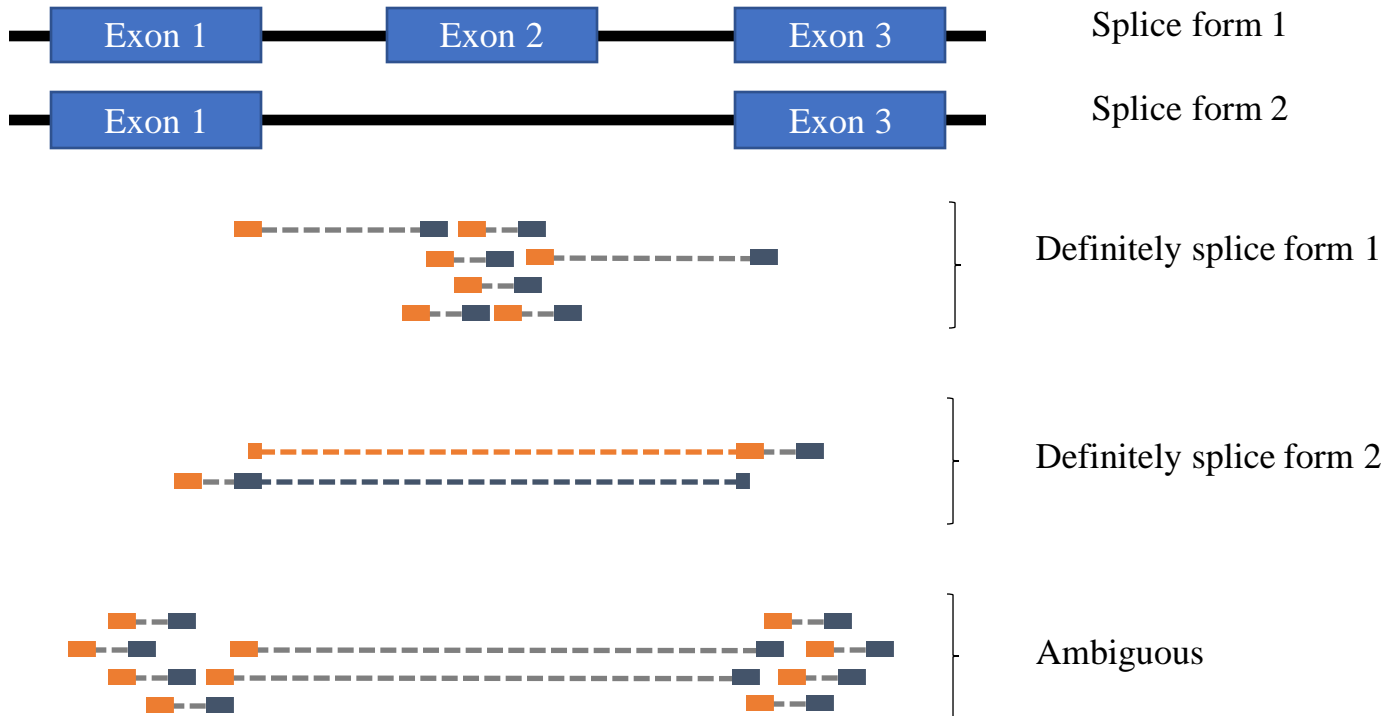 Exon 1 Exon 2 Exon 3 Splice form 1
Exon 1 Exon 3 Splice form 2
Definitely splice form 1
Definitely splice form 2
Ambiguous